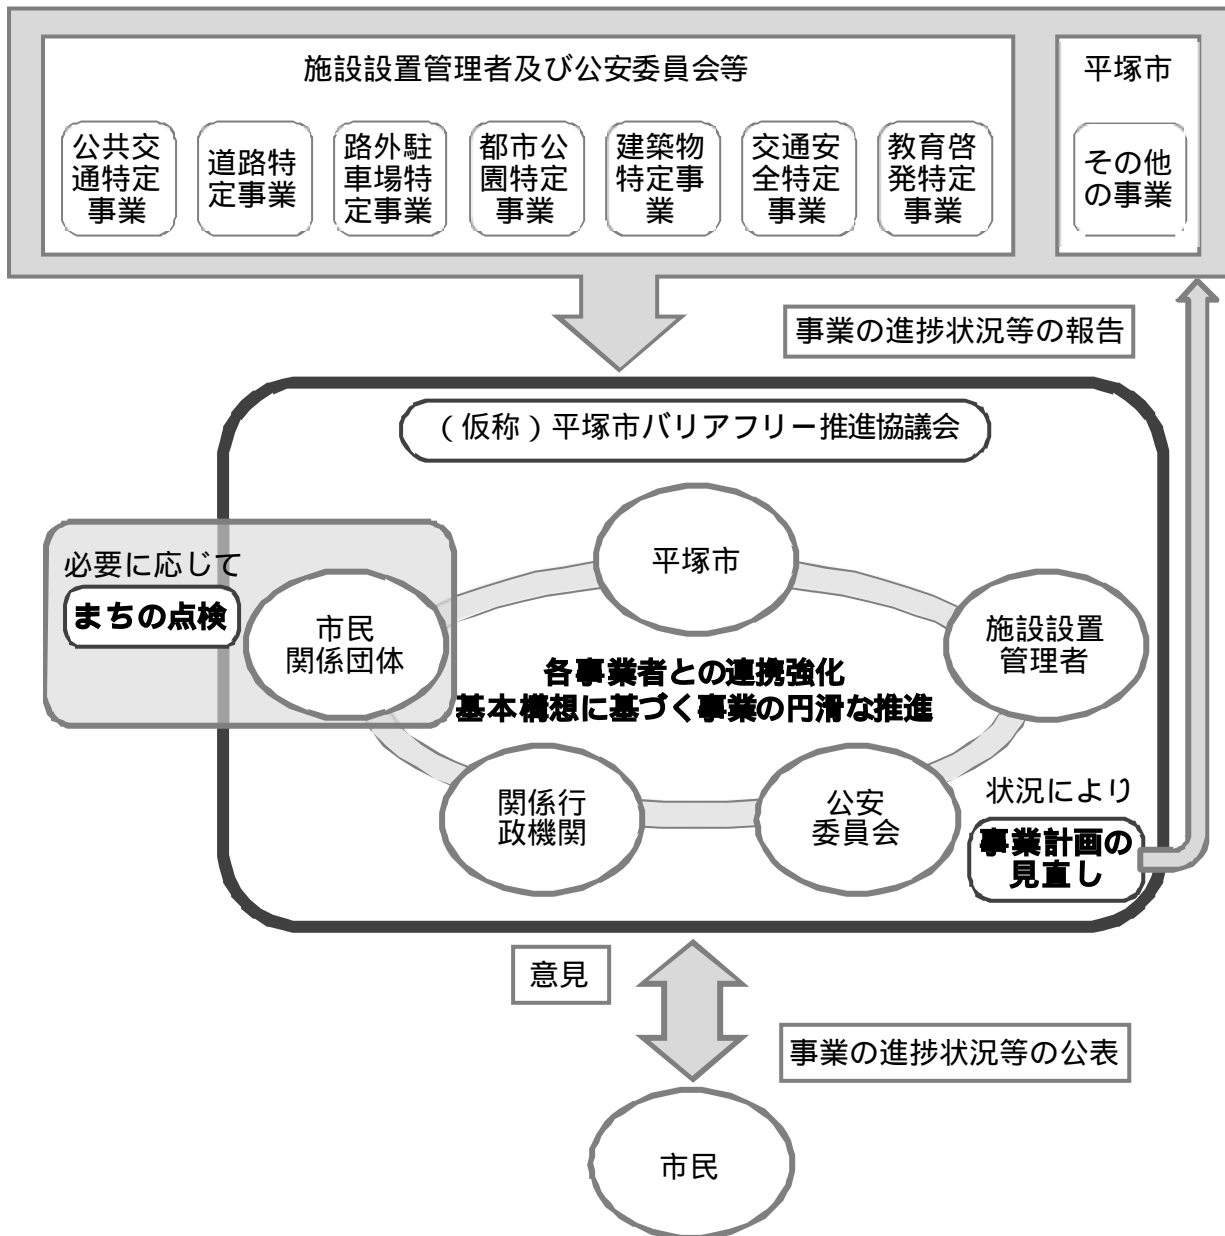 施設設置管理者及び公安委員会等
平塚市
公共交
通特定
事業
道路特
定事業
路外駐
車場特
定事業
都市公
園特定
事業
建築物
特定事
業
交通安
全特定
事業
教育啓
発特定
事業
その他
の事業
事業の進捗状況等の報告
（仮称）平塚市バリアフリー推進協議会
平塚市
必要に応じて
まちの点検
市民
関係団体
施設設置
管理者
各事業者との連携強化
基本構想に基づく事業の円滑な推進
関係行
政機関
公安
委員会
状況により
事業計画の
見直し
意見
事業の進捗状況等の公表
市民